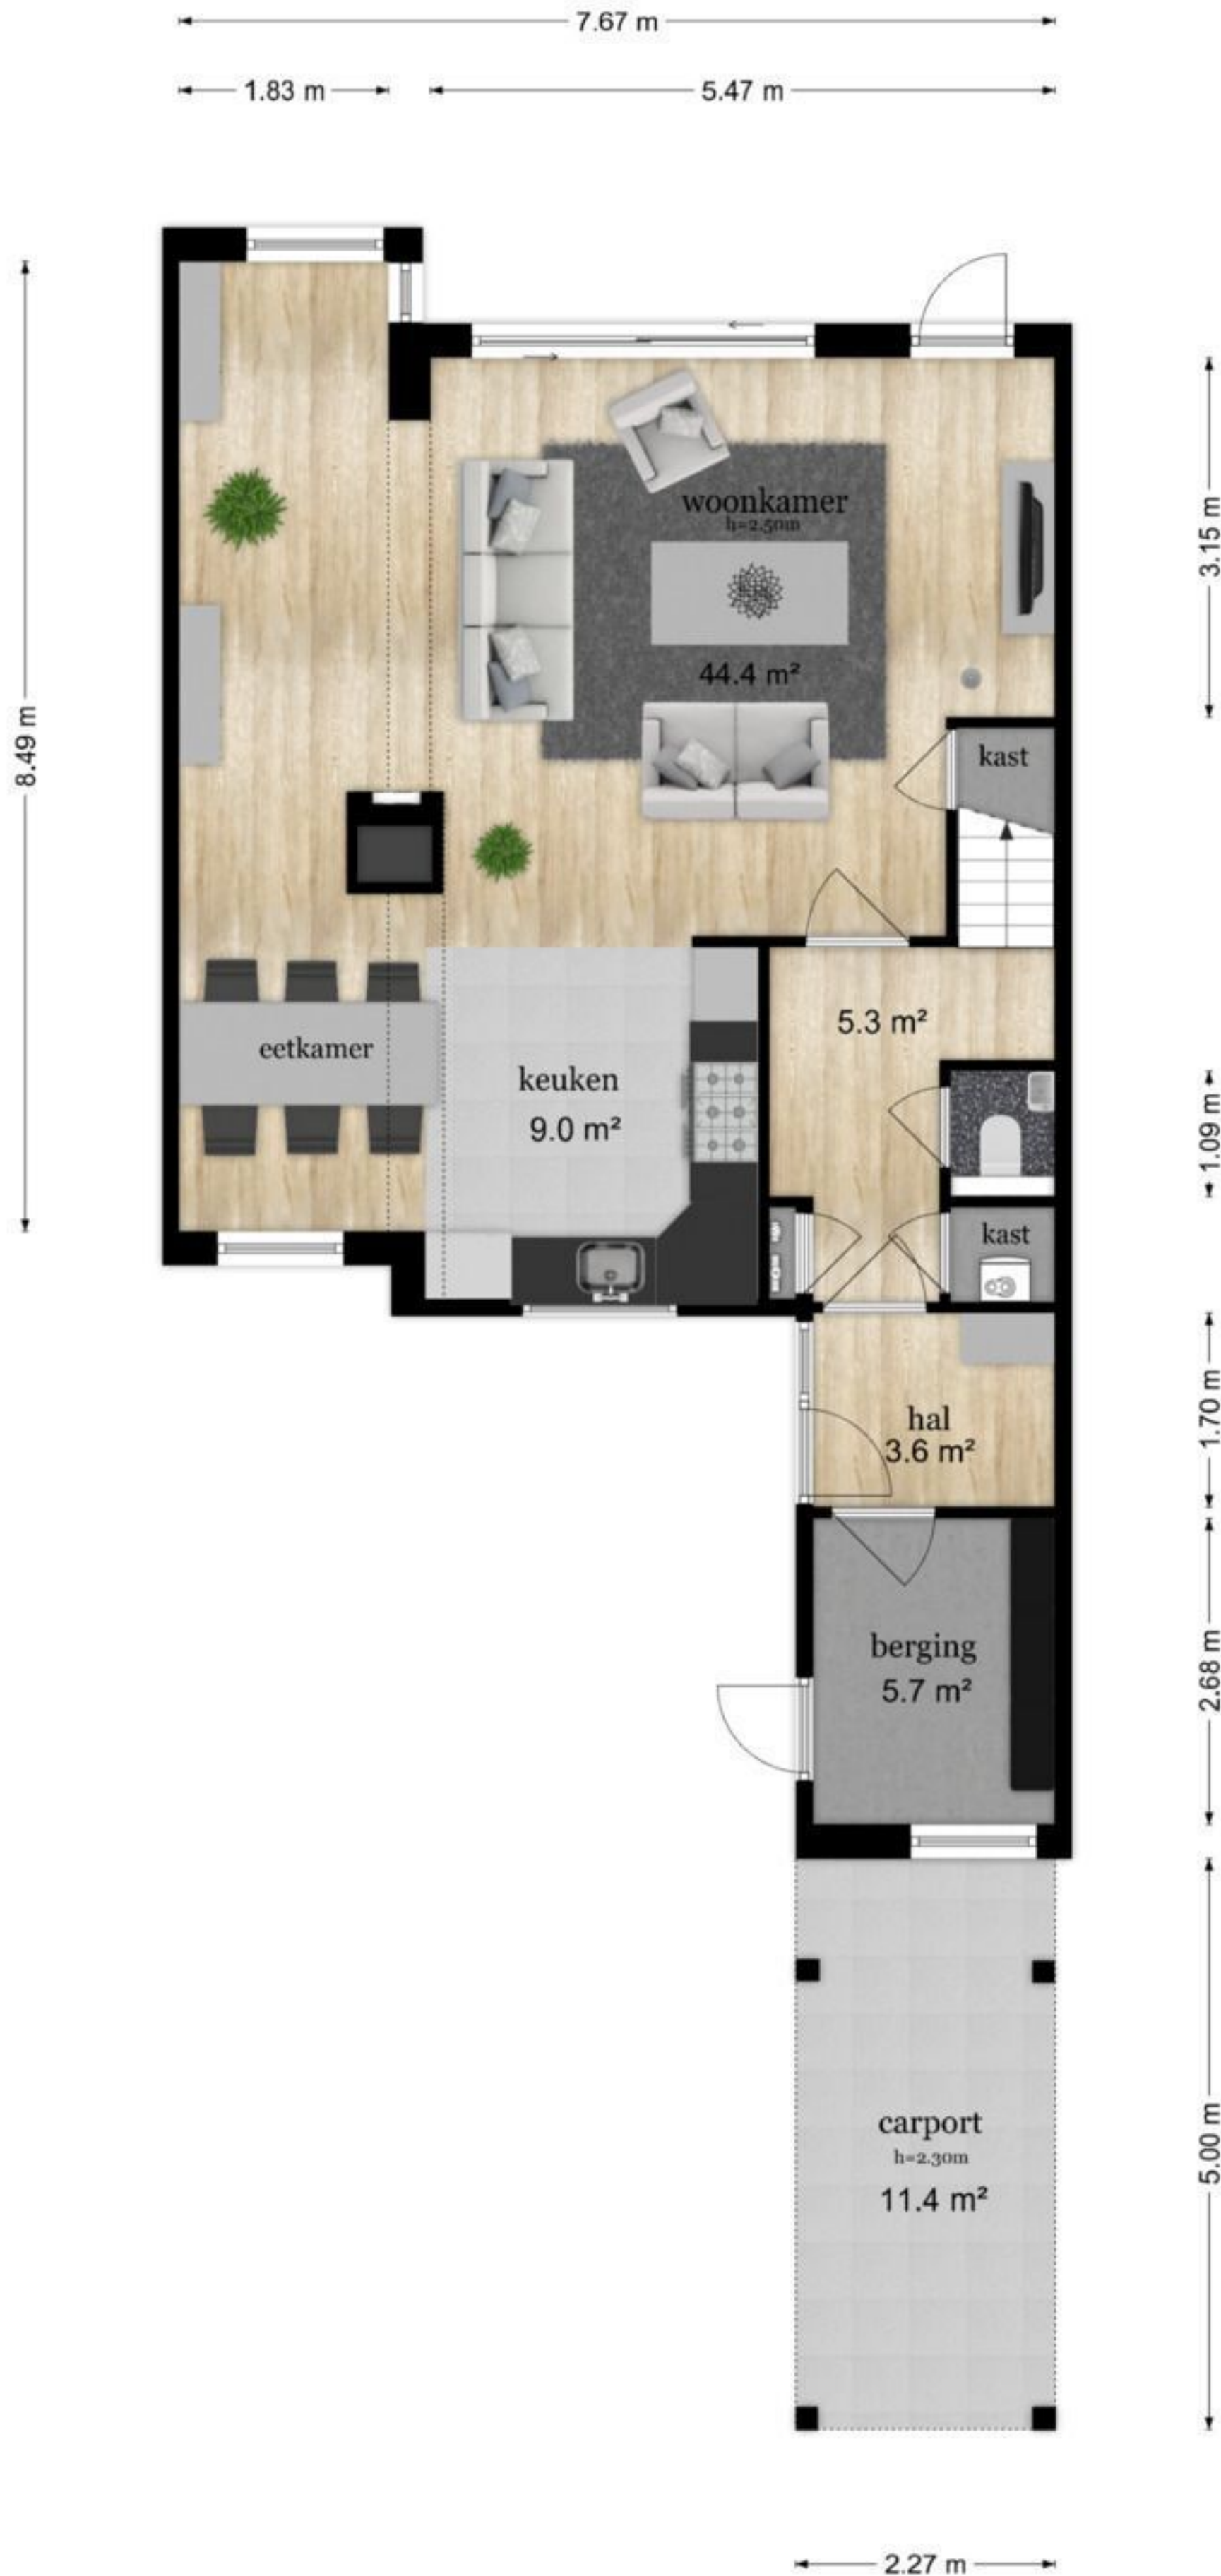 7.67 m
1.83 m
5.47 m
woonkamer
h=2.50m
3.15 m
44.4 m²
8.49 m
kast
5.3 m²
eetkamer
keuken
9.0 m²
1.09 m
kast
hal
3.6 m²
1.70 m
berging
5.7 m²
2.68 m
carport
h=2.30m
11.4 m²
5.00 m
2.27 m